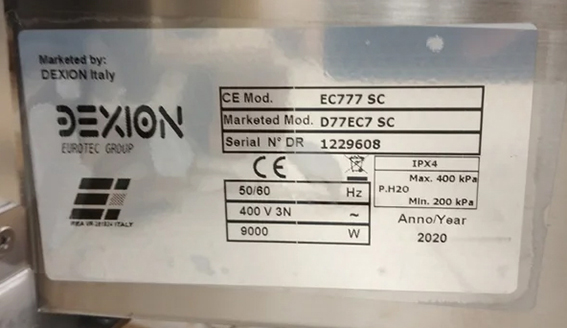 Marketed by:
DEXION Italy
DEXION
EUROTEC GROUP
CE Mod. EC777 SC
Marketed Mod. D77EC7 SC
Serial N° DR 1229608
CE
50/60 Hz
400 V 3N ~
9000 W
IPX4
Max. 400 kPa
P.H2O
Min. 200 kPa
Anno/Year
2020
ITALY